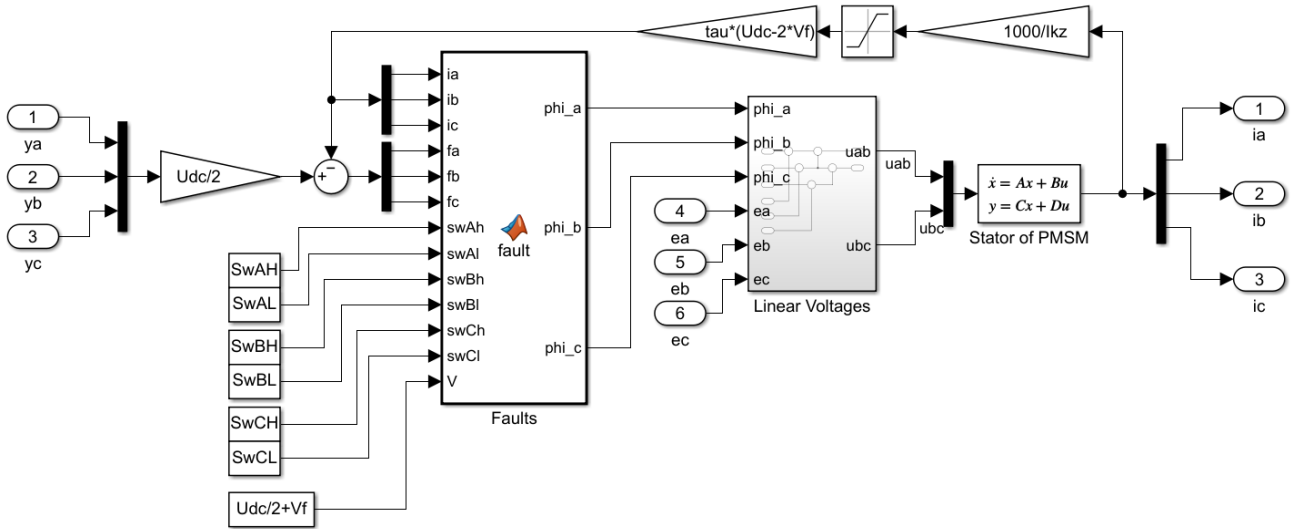 tau*(Udc-2*Vf)
1000/Ikz
1
ya
2
yb
3
yc
Udc/2
+
−
ia
ib
ic
fa
fb
fc
swAh
swAl
swBh
swBl
swCh
swCl
V
fault
phi_a
phi_b
phi_c
Faults
SwAH
SwAL
SwBH
SwBL
SwCH
SwCL
Udc/2+Vf
4
ea
5
eb
6
ec
phi_a
phi_b
phi_c
ea
eb
ec
uab
ubc
Linear Voltages
uab
ubc
ẋ = Ax + Bu
y = Cx + Du
Stator of PMSM
1
ia
2
ib
3
ic